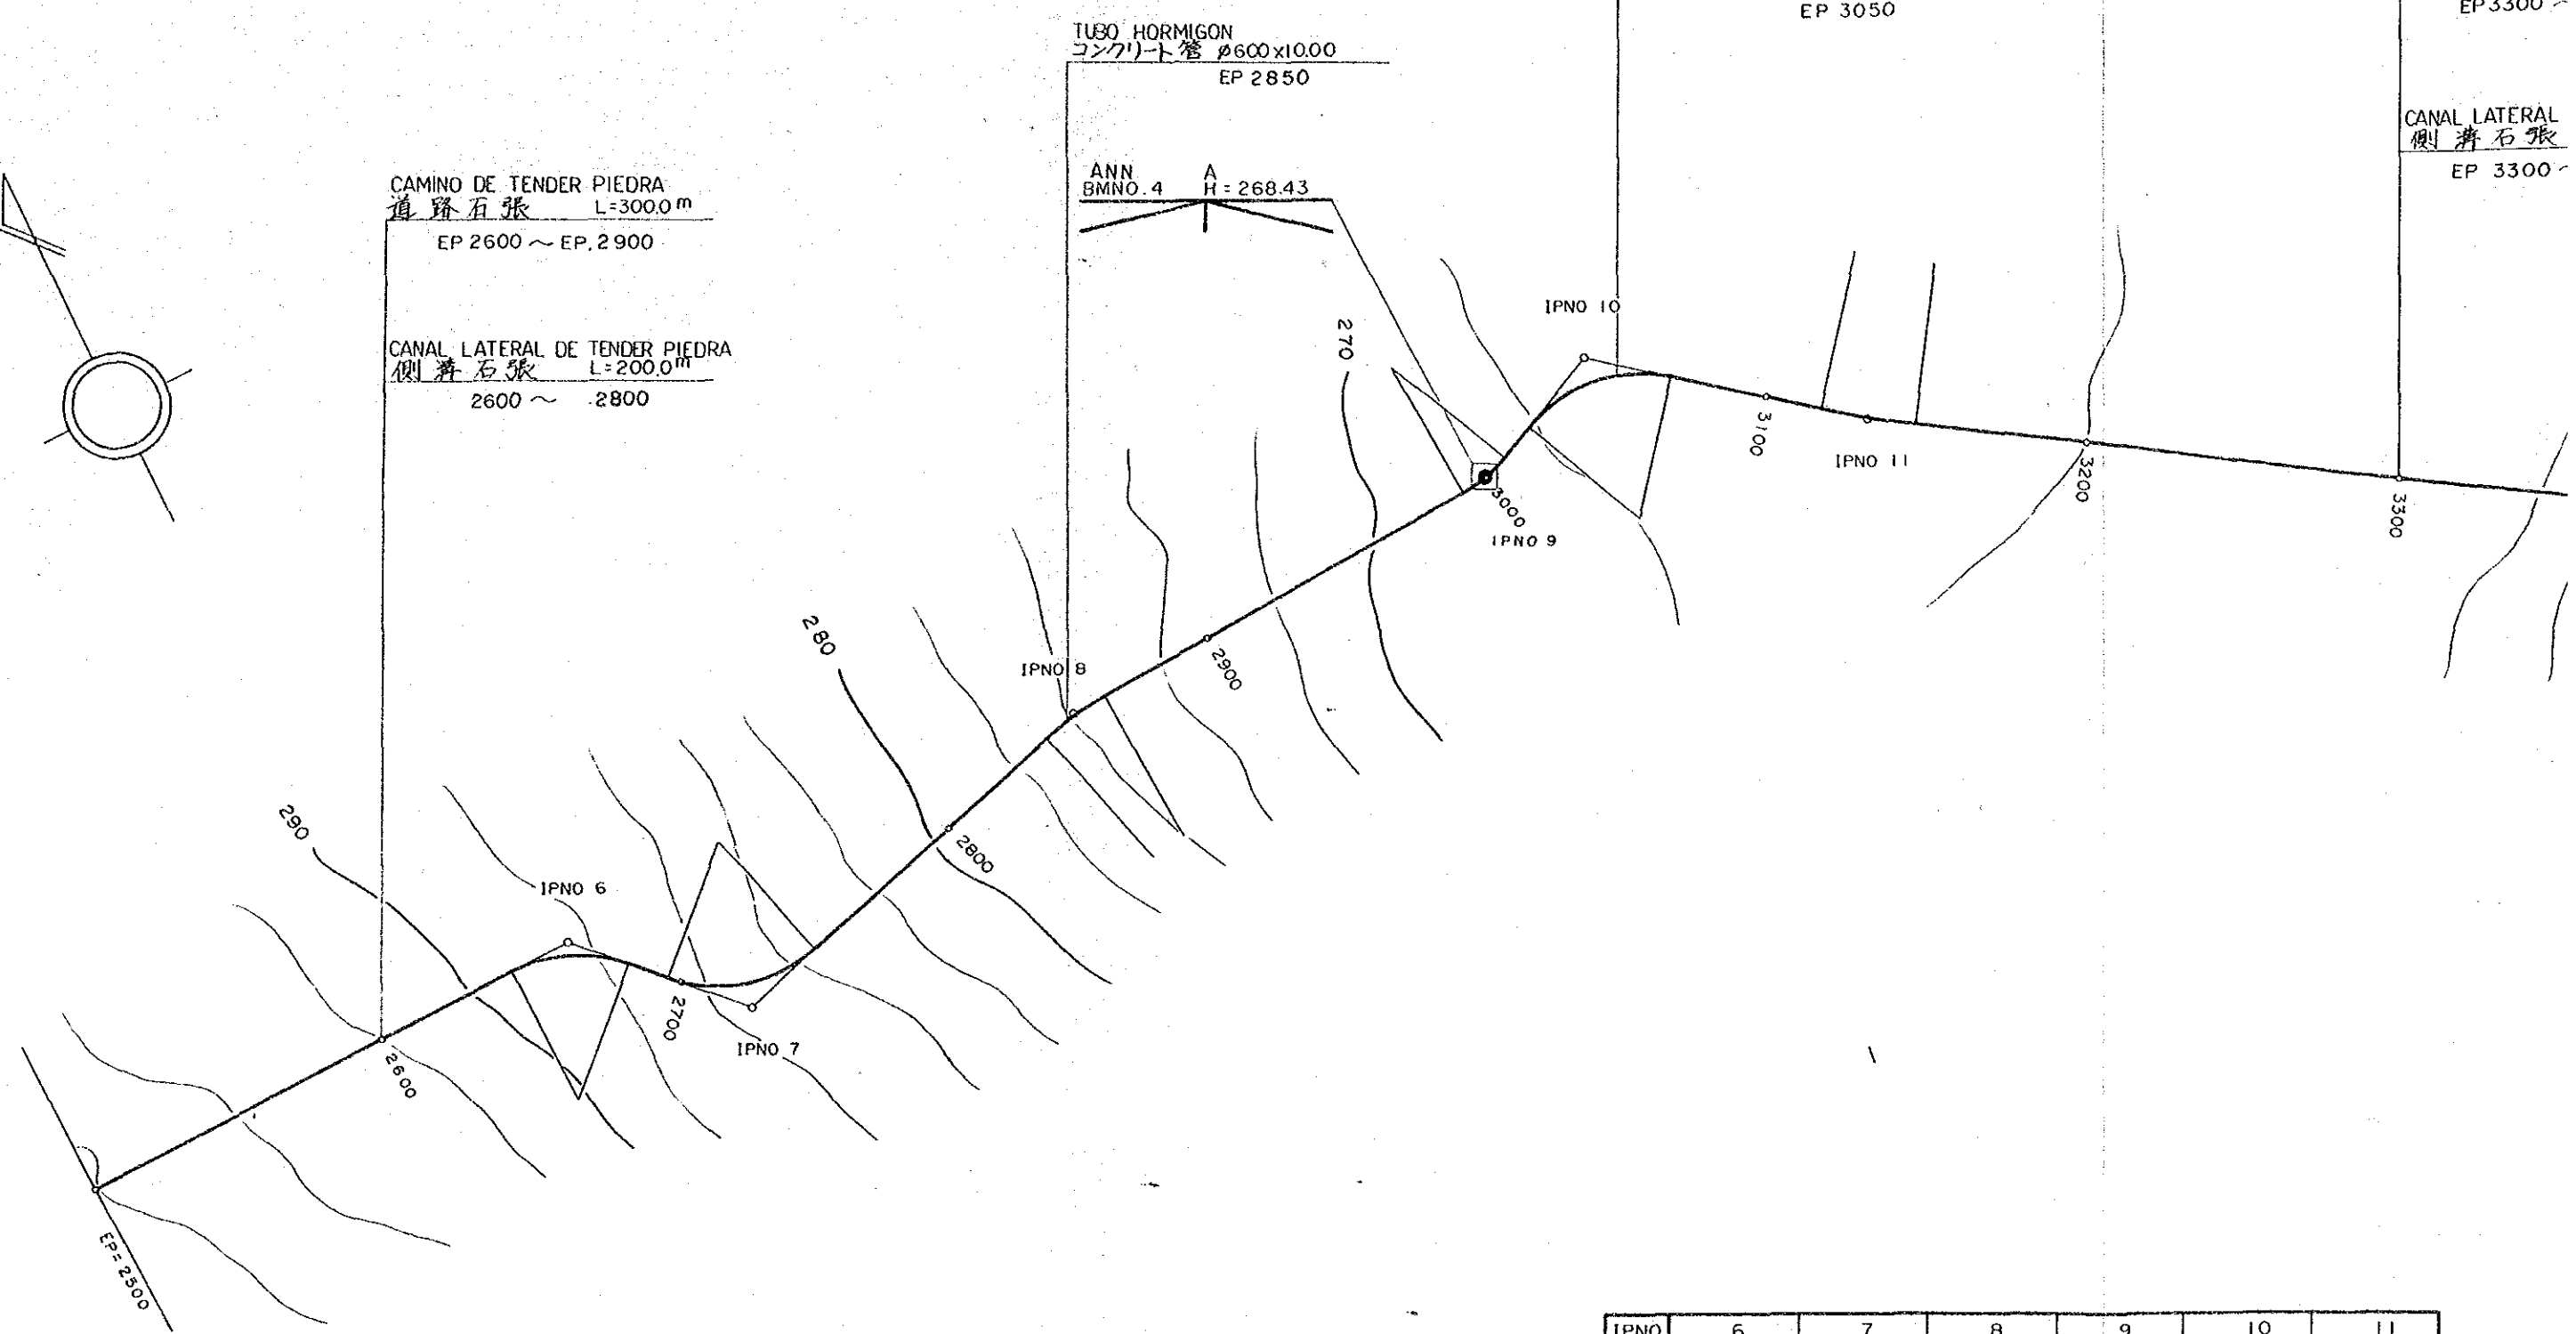 EP 3050
EP3300 ~
TUBO HORMIGON
コンクリート管 ø600x10.00
EP 2850
CANAL LATERAL
側溝石張
EP 3300 ~
ANN A
BMNO.4 H=268.43
CAMINO DE TENDER PIEDRA
道路石張 L=300.0m
EP 2600 ~ EP.2900
CANAL LATERAL DE TENDER PIEDRA
側溝石張 L=200.0m
2600 ~ 2800
IPNO 10
270
3100
IPNO 11
3200
3300
3000
IPNO 9
280
IPNO 8
2900
290
2800
IPNO 6
2700
IPNO 7
2600
EP=2500
IPNO 6 7 8 9 10 11